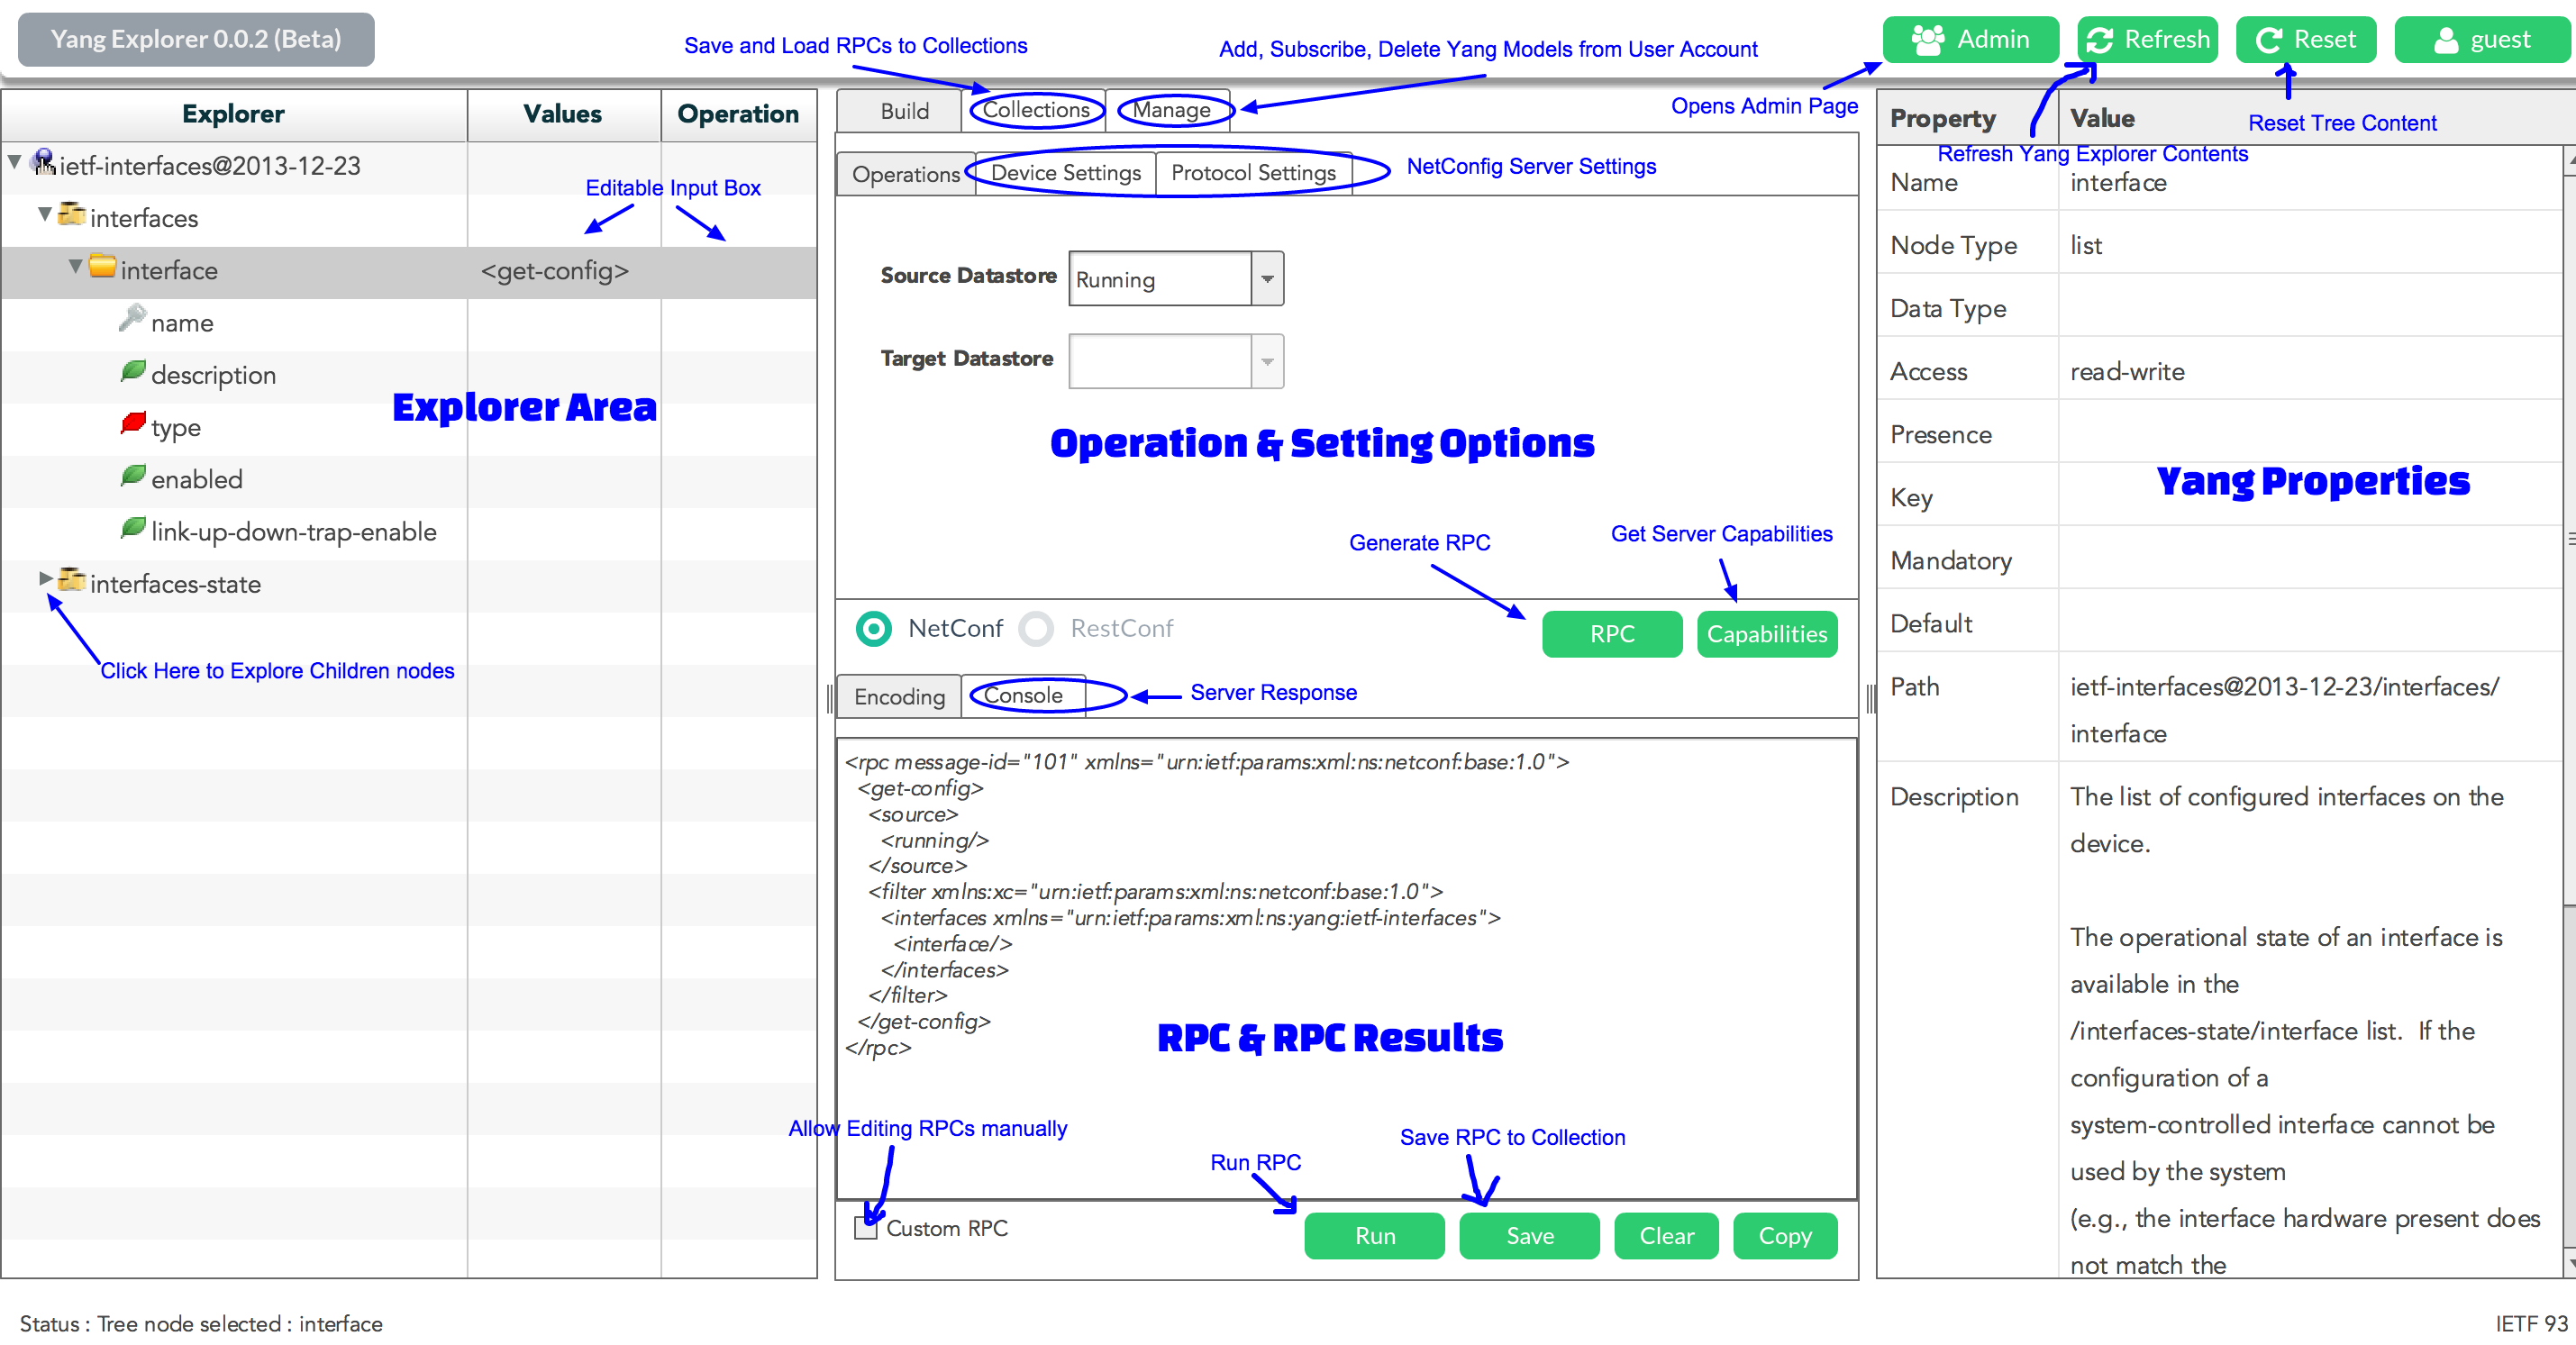 Yang Explorer 0.0.2 (Beta)
Save and Load RPCs to Collections
Add, Subscribe, Delete Yang Models from User Account
Admin
Refresh
Reset
guest
Opens Admin Page
Reset Tree Content
Refresh Yang Explorer Contents
Explorer
Values
Operation
ietf-interfaces@2013-12-23
Editable Input Box
interfaces
interface
<get-config>
name
description
type
enabled
link-up-down-trap-enable
interfaces-state
Explorer Area
Click Here to Explore Children nodes
Build
Collections
Manage
Operations
Device Settings
Protocol Settings
NetConfig Server Settings
Source Datastore
Running
Target Datastore
Operation & Setting Options
Generate RPC
Get Server Capabilities
NetConf
RestConf
RPC
Capabilities
Encoding
Console
Server Response
<rpc message-id="101" xmlns="urn:ietf:params:xml:ns:netconf:base:1.0">
<get-config>
<source>
<running/>
</source>
<filter xmlns:xc="urn:ietf:params:xml:ns:netconf:base:1.0">
<interfaces xmlns="urn:ietf:params:xml:ns:yang:ietf-interfaces">
<interface/>
</interfaces>
</filter>
</get-config>
</rpc>
RPC & RPC Results
Allow Editing RPCs manually
Run RPC
Save RPC to Collection
Custom RPC
Run
Save
Clear
Copy
Property
Value
Name
interface
Node Type
list
Data Type
Access
read-write
Presence
Yang Properties
Key
Mandatory
Default
Path
ietf-interfaces@2013-12-23/interfaces/
interface
Description
The list of configured interfaces on the
device.
The operational state of an interface is
available in the
/interfaces-state/interface list.  If the
configuration of a
system-controlled interface cannot be
used by the system
(e.g., the interface hardware present does
not match the
Status : Tree node selected : interface
IETF 93